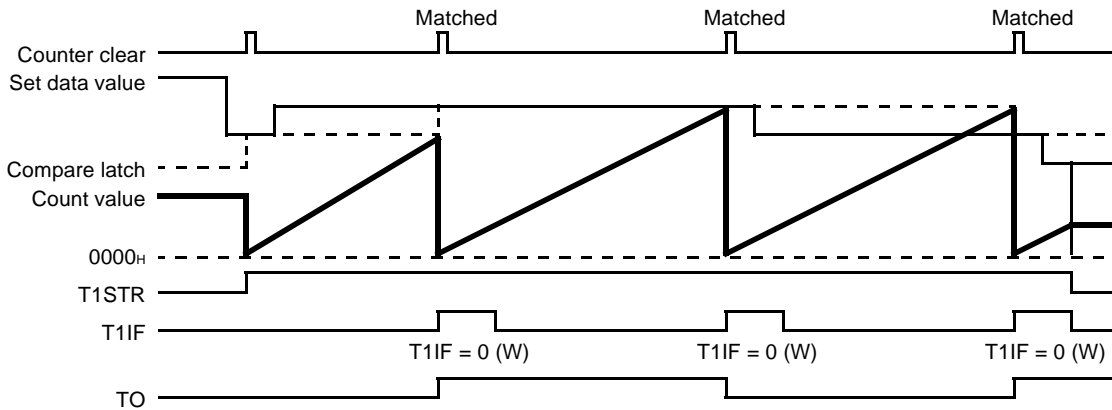 Matched Matched Matched
Counter clear
Set data value
Compare latch
Count value
0000H
T1STR
T1IF
T1IF = 0 (W) T1IF = 0 (W) T1IF = 0 (W)
TO